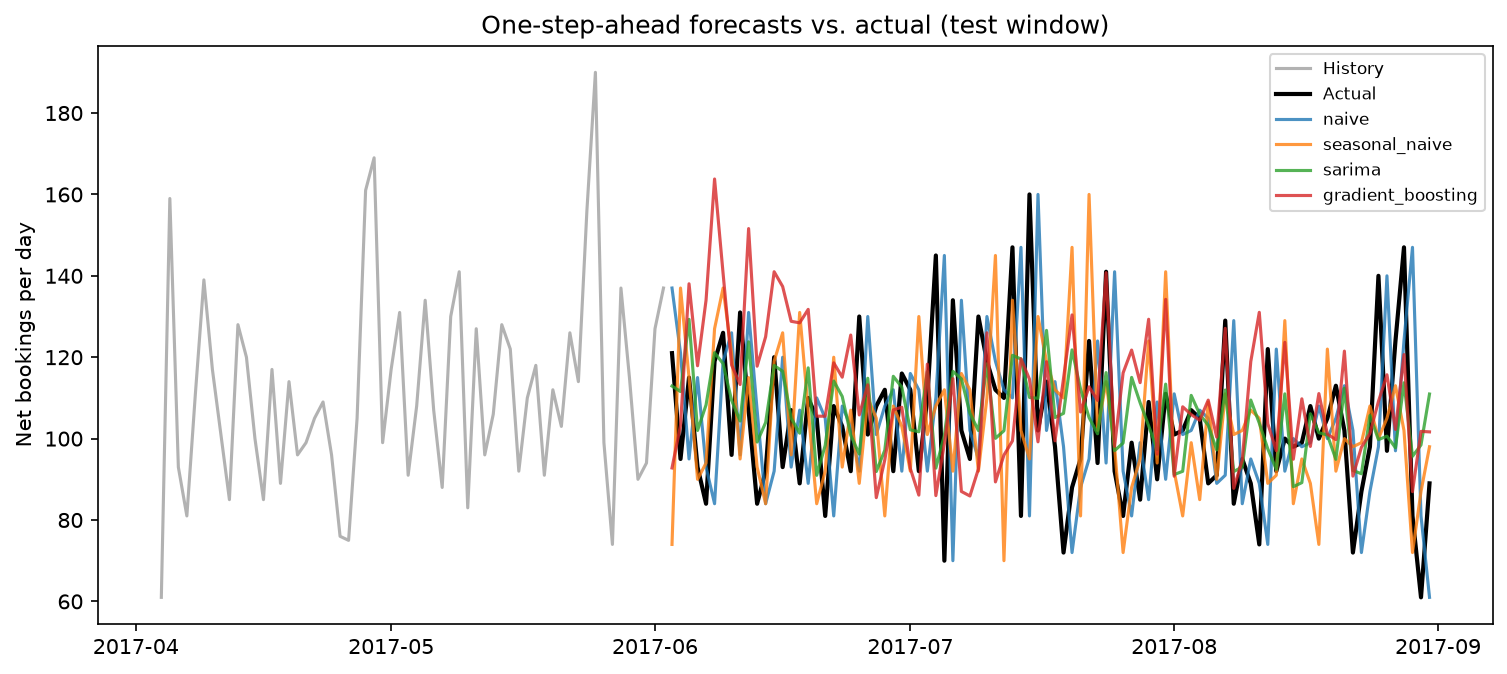 One-step-ahead forecasts vs. actual (test window)
Net bookings per day
180
160
140
120
100
80
60
History
Actual
naive
seasonal_naive
sarima
gradient_boosting
2017-04
2017-05
2017-06
2017-07
2017-08
2017-09